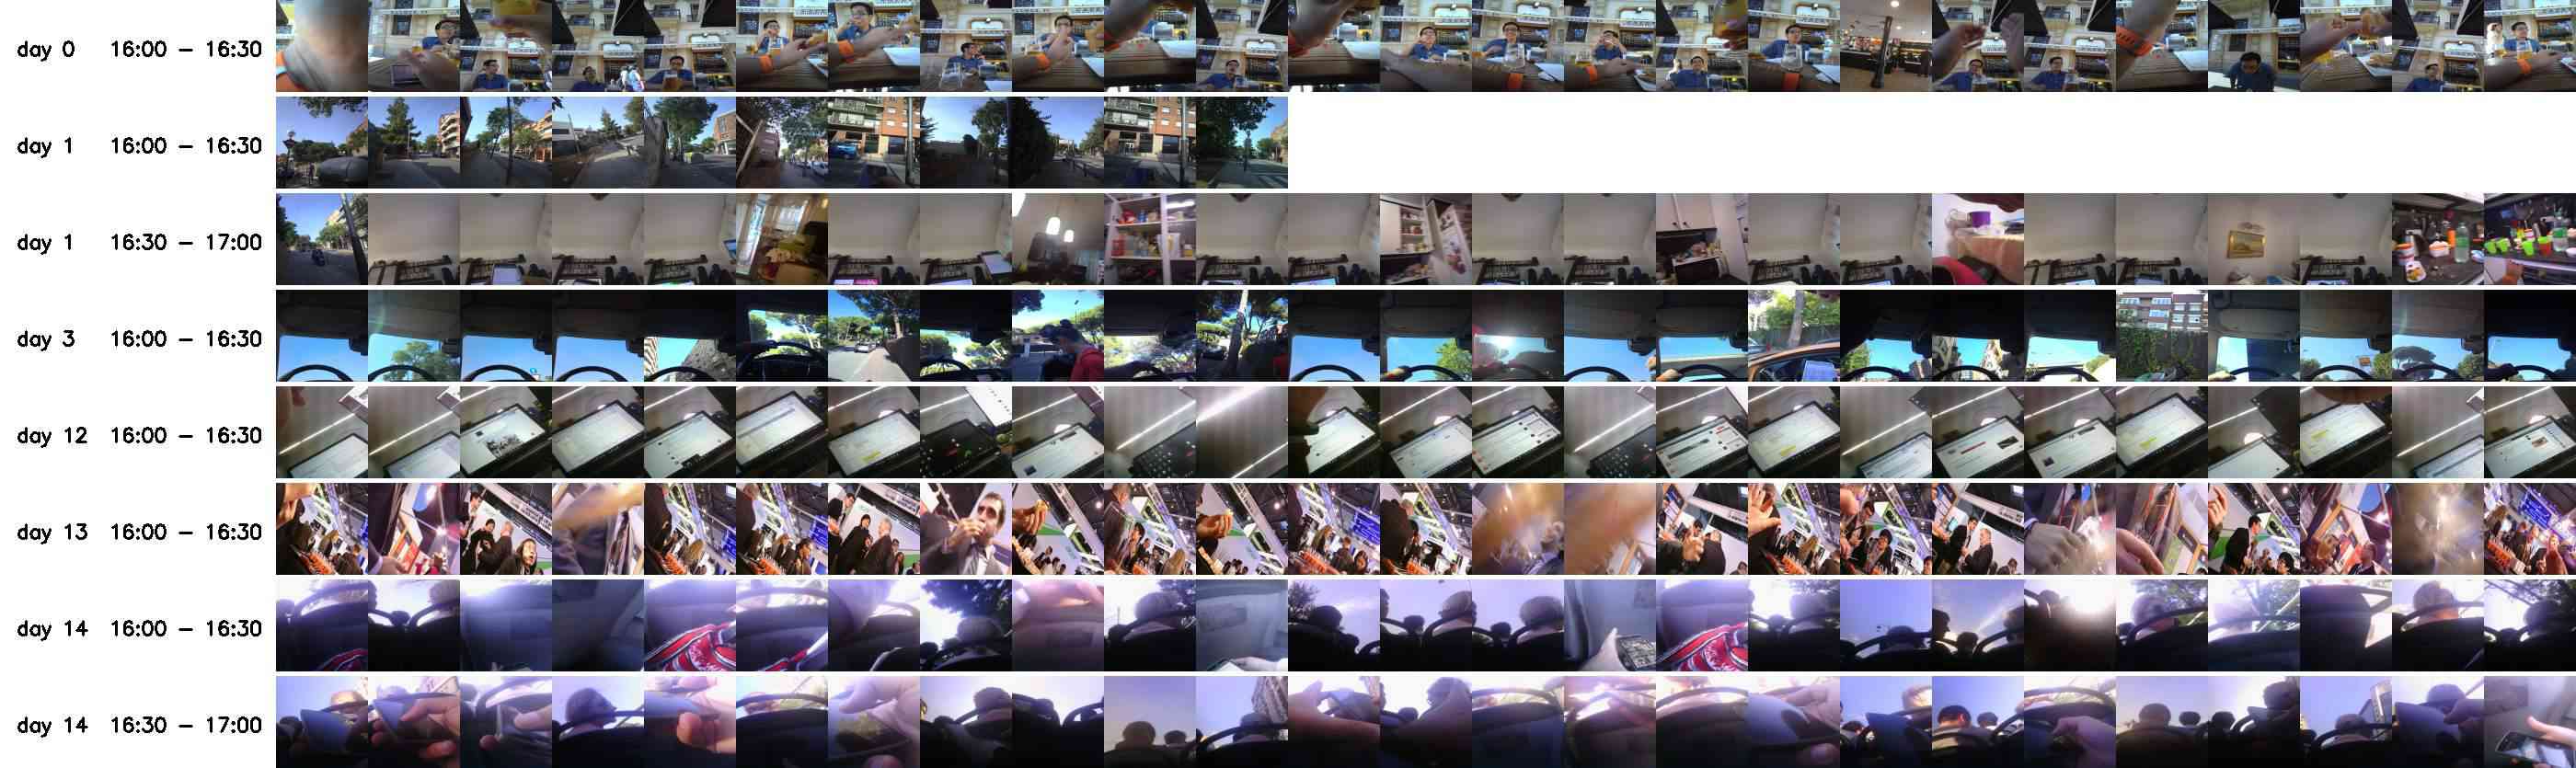 day 0 16:00 – 16:30
day 1 16:00 – 16:30
day 1 16:30 – 17:00
day 3 16:00 – 16:30
day 12 16:00 – 16:30
day 13 16:00 – 16:30
day 14 16:00 – 16:30
day 14 16:30 – 17:00